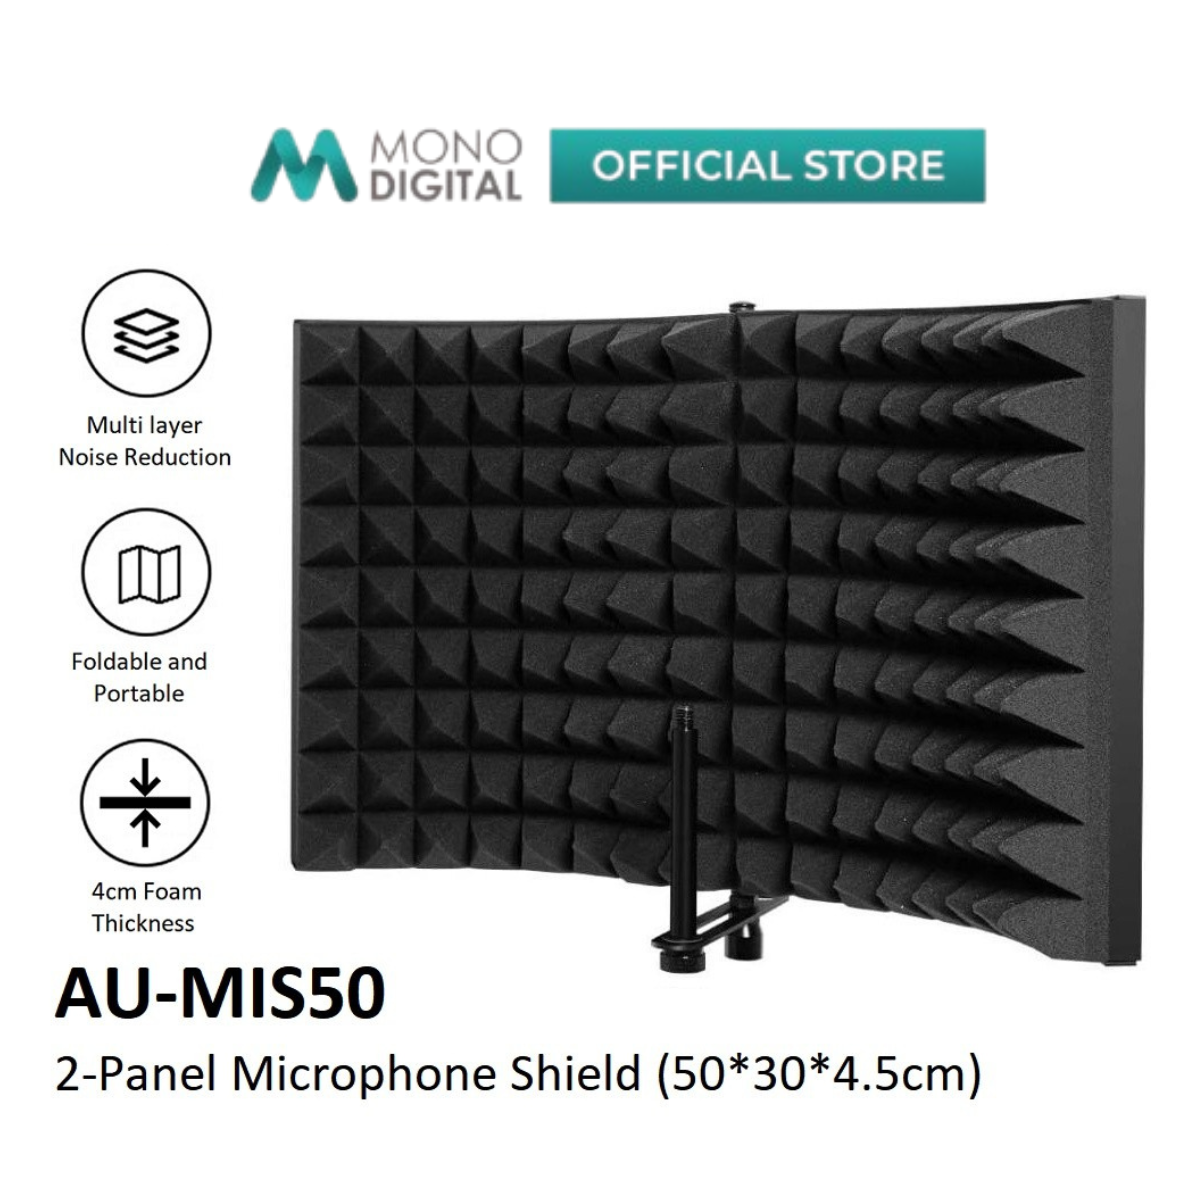 MONO
DIGITAL
OFFICIAL STORE
Multi layer
Noise Reduction
Foldable and
Portable
4cm Foam
Thickness
AU-MIS50
2-Panel Microphone Shield (50*30*4.5cm)